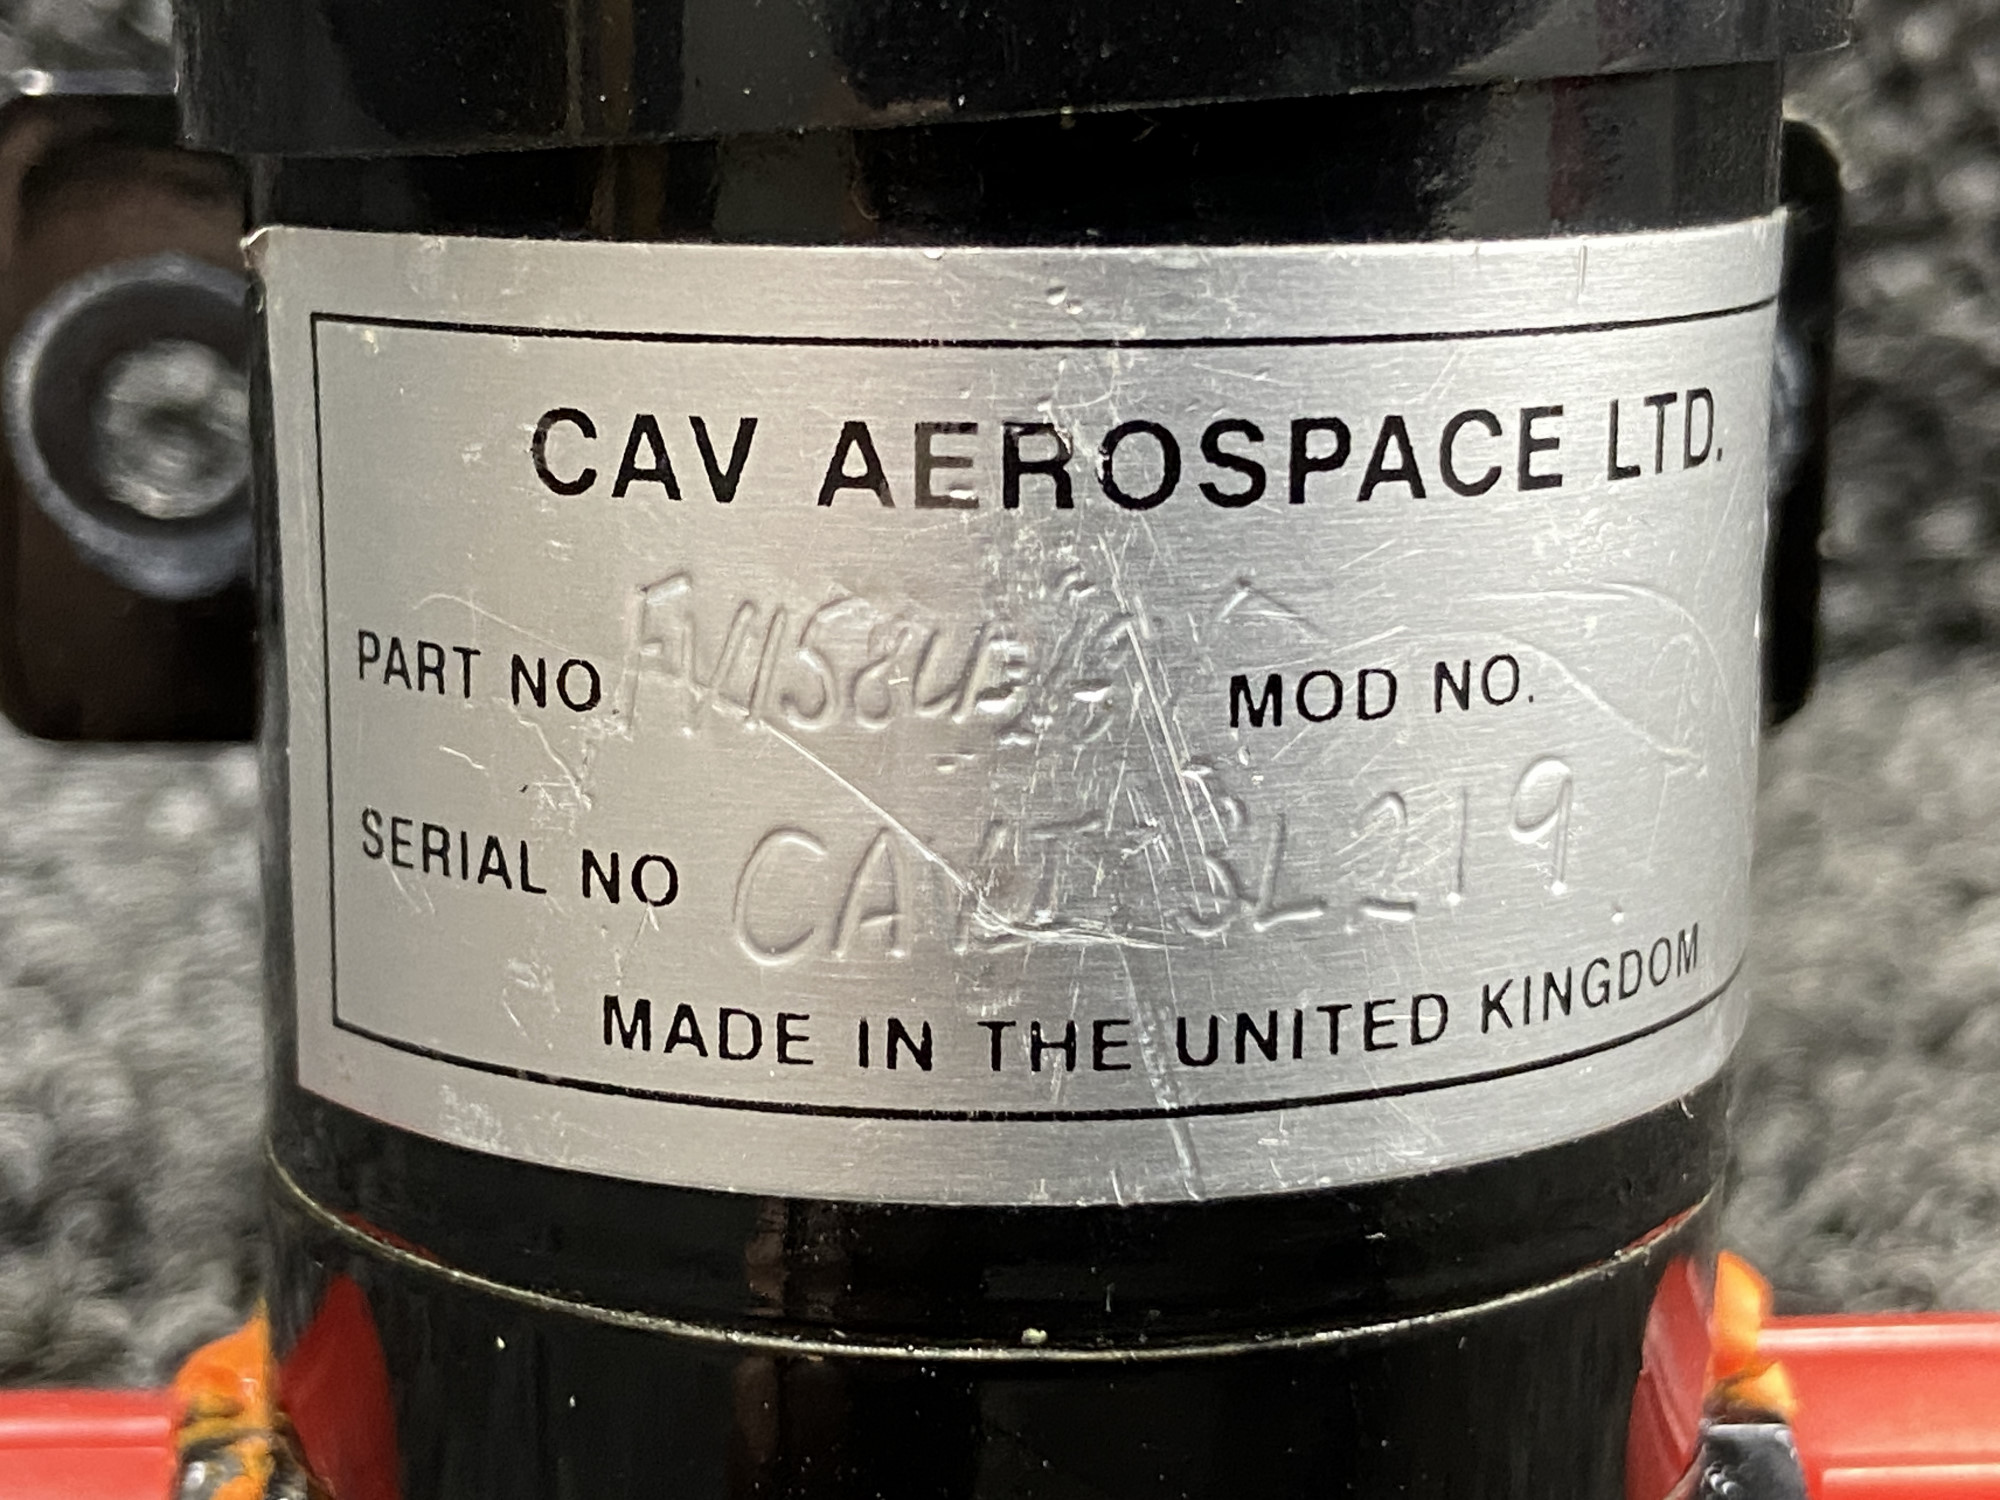 CAV AEROSPACE LTD.
PART NO. MOD NO.
SERIAL NO
MADE IN THE UNITED KINGDOM